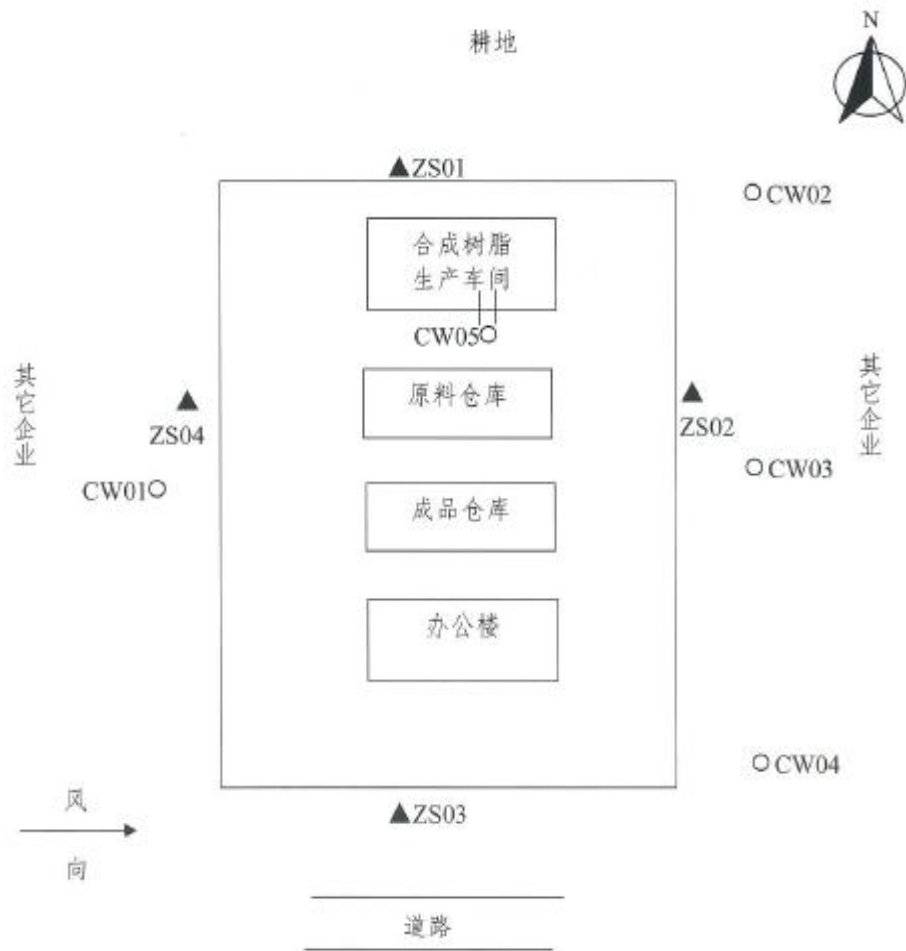 N
耕地
▲ZS01
○CW02
合成树脂
生产车间
CW05○
其它企业
原料仓库
其它企业
▲
ZS04
▲
ZS02
○CW03
CW01○
成品仓库
办公楼
○CW04
风
向
▲ZS03
道路